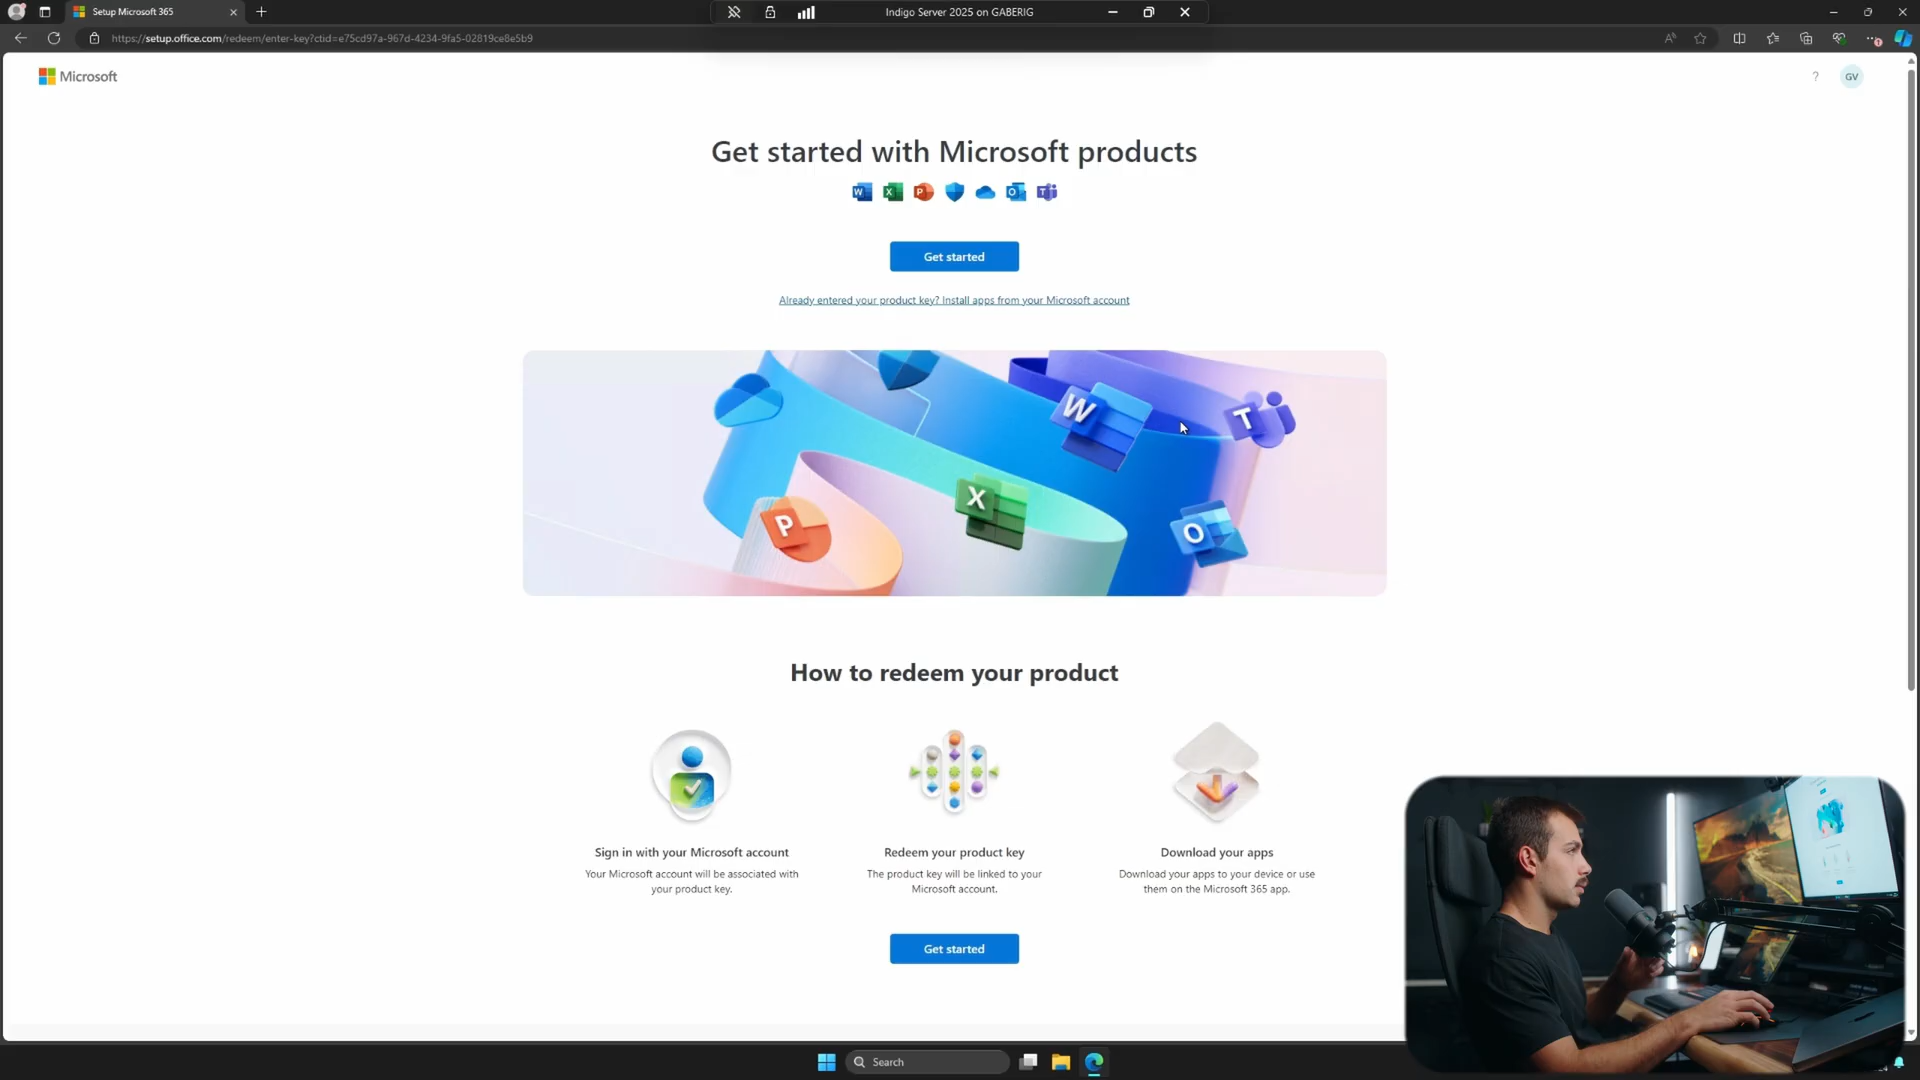 Setup Microsoft 365
Indigo Server 2025 on GABERIG
https://setup.office.com/redeem/enter-key?ctid=e75cd97a-967d-4234-9fa5-02819ce8e5b9
Microsoft
?
GV
Get started with Microsoft products
W X P O T
Get started
Already entered your product key? Install apps from your Microsoft account
W
T
X
P
O
How to redeem your product
Sign in with your Microsoft account
Your Microsoft account will be associated with
your product key.
Redeem your product key
The product key will be linked to your
Microsoft account.
Download your apps
Download your apps to your device or use
them on the Microsoft 365 app.
Get started
Search